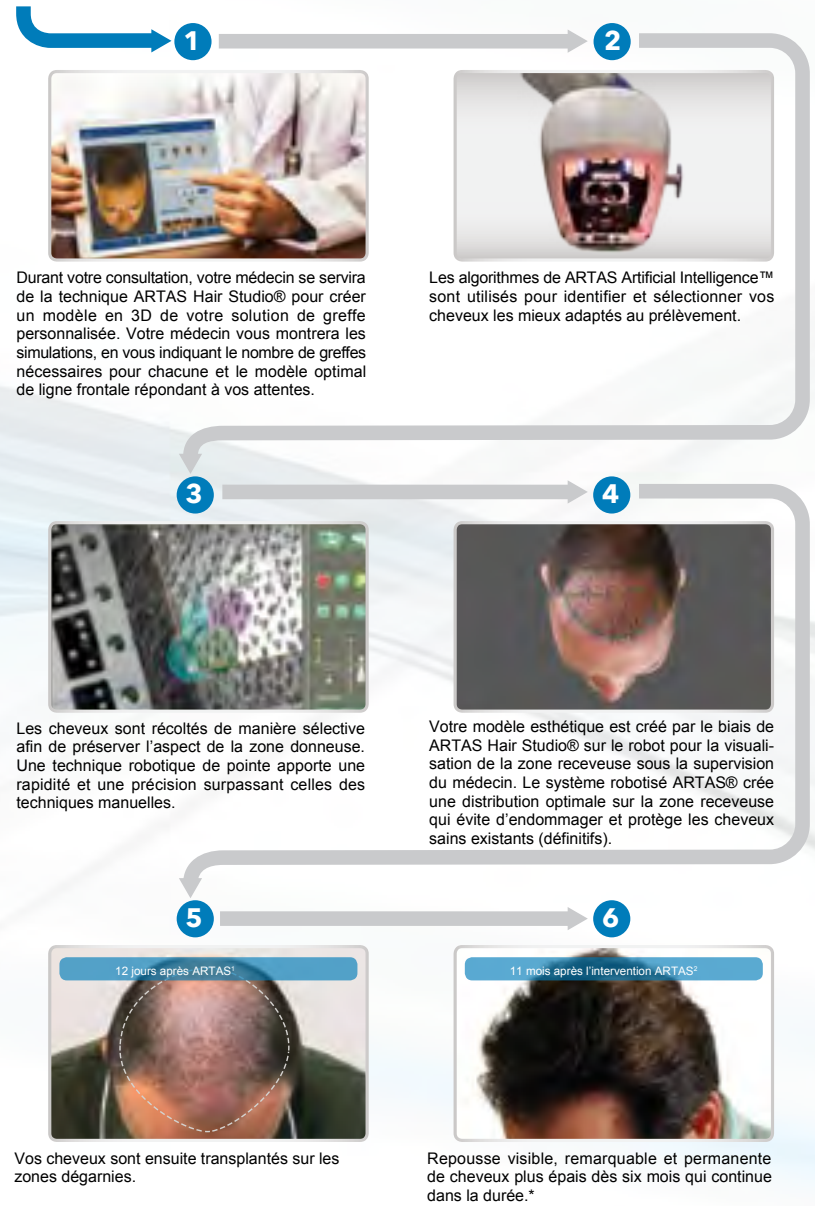 1
2
Durant votre consultation, votre médecin se servira
de la technique ARTAS Hair Studio® pour créer
un modèle en 3D de votre solution de greffe
personnalisée. Votre médecin vous montrera les
simulations, en vous indiquant le nombre de greffes
nécessaires pour chacune et le modèle optimal
de ligne frontale répondant à vos attentes.
Les algorithmes de ARTAS Artificial Intelligence™
sont utilisés pour identifier et sélectionner vos
cheveux les mieux adaptés au prélèvement.
3
4
Les cheveux sont récoltés de manière sélective
afin de préserver l’aspect de la zone donneuse.
Une technique robotique de pointe apporte une
rapidité et une précision surpassant celles des
techniques manuelles.
Votre modèle esthétique est créé par le biais de
ARTAS Hair Studio® sur le robot pour la visuali-
sation de la zone receveuse sous la supervision
du médecin. Le système robotisé ARTAS® crée
une distribution optimale sur la zone receveuse
qui évite d’endommager et protège les cheveux
sains existants (définitifs).
5
6
12 jours après ARTAS¹
11 mois après l’intervention ARTAS²
Vos cheveux sont ensuite transplantés sur les
zones dégarnies.
Repousse visible, remarquable et permanente
de cheveux plus épais dès six mois qui continue
dans la durée.*